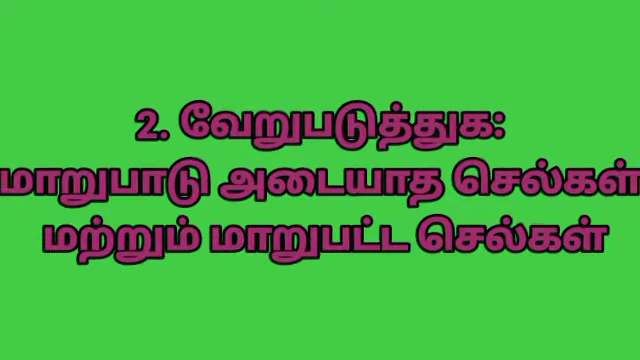 2. வேறுபடுத்துக:
மாறுபாடு அடையாத செல்கள்
மற்றும் மாறுபட்ட செல்கள்